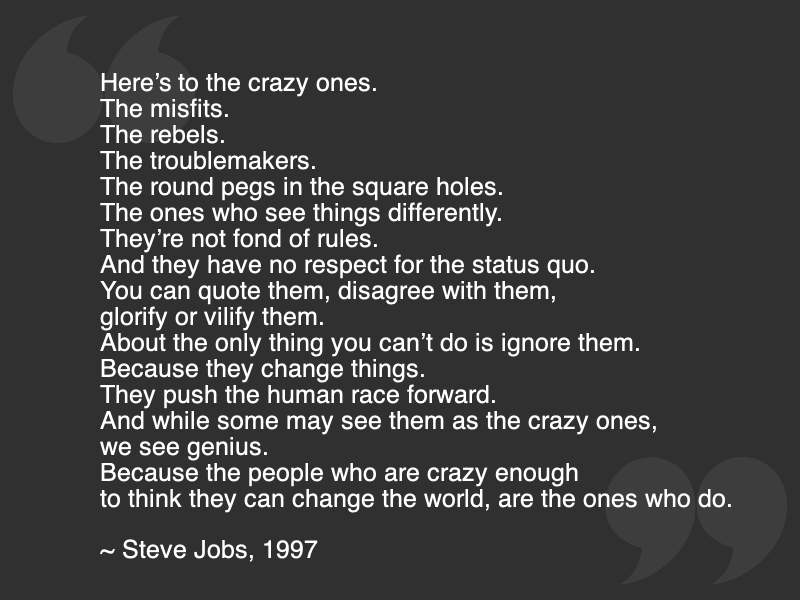 Here’s to the crazy ones.
The misfits.
The rebels.
The troublemakers.
The round pegs in the square holes.
The ones who see things differently.
They’re not fond of rules.
And they have no respect for the status quo.
You can quote them, disagree with them,
glorify or vilify them.
About the only thing you can’t do is ignore them.
Because they change things.
They push the human race forward.
And while some may see them as the crazy ones,
we see genius.
Because the people who are crazy enough
to think they can change the world, are the ones who do.
~ Steve Jobs, 1997